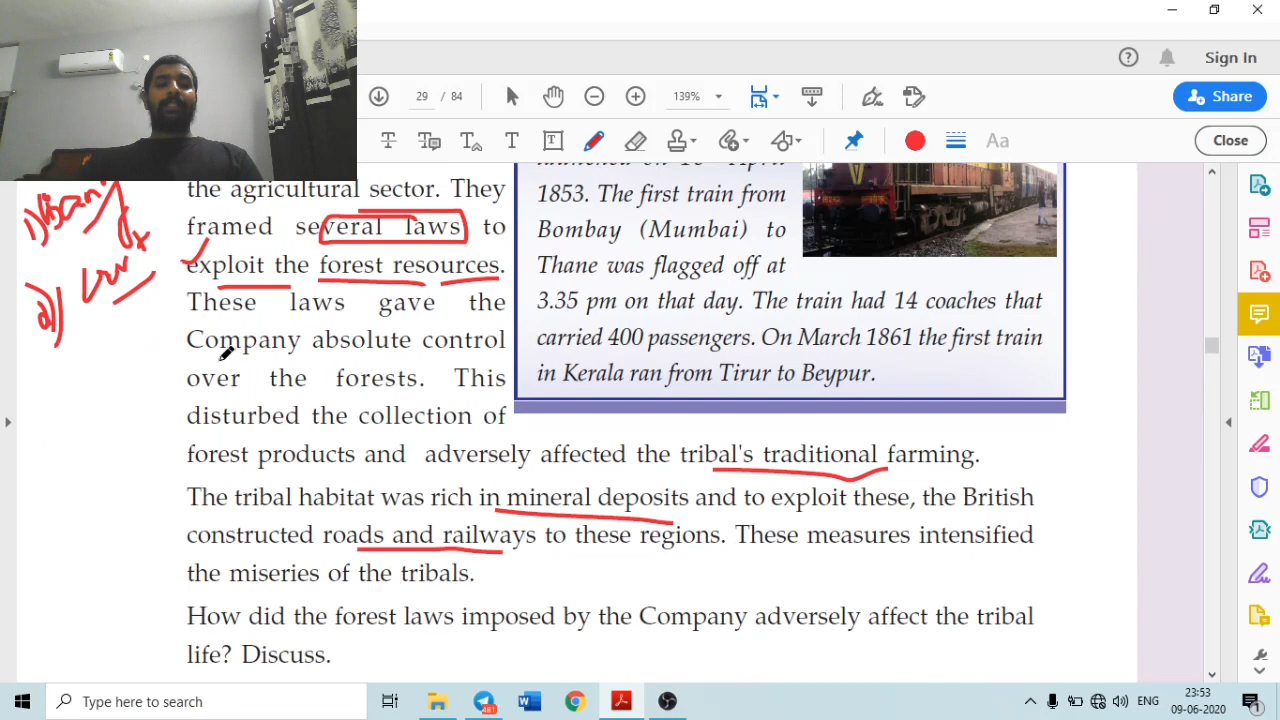 Sign In
29 / 84
139%
Share
Aa
Close
the agricultural sector. They
framed several laws to
exploit the forest resources.
These laws gave the
Company absolute control
over the forests. This
disturbed the collection of
forest products and adversely affected the tribal's traditional farming.
The tribal habitat was rich in mineral deposits and to exploit these, the British
constructed roads and railways to these regions. These measures intensified
the miseries of the tribals.
How did the forest laws imposed by the Company adversely affect the tribal
life? Discuss.
1853. The first train from
Bombay (Mumbai) to
Thane was flagged off at
3.35 pm on that day. The train had 14 coaches that
carried 400 passengers. On March 1861 the first train
in Kerala ran from Tirur to Beypur.
1)
2)
Type here to search
481
ENG
23:53
09-06-2020
1